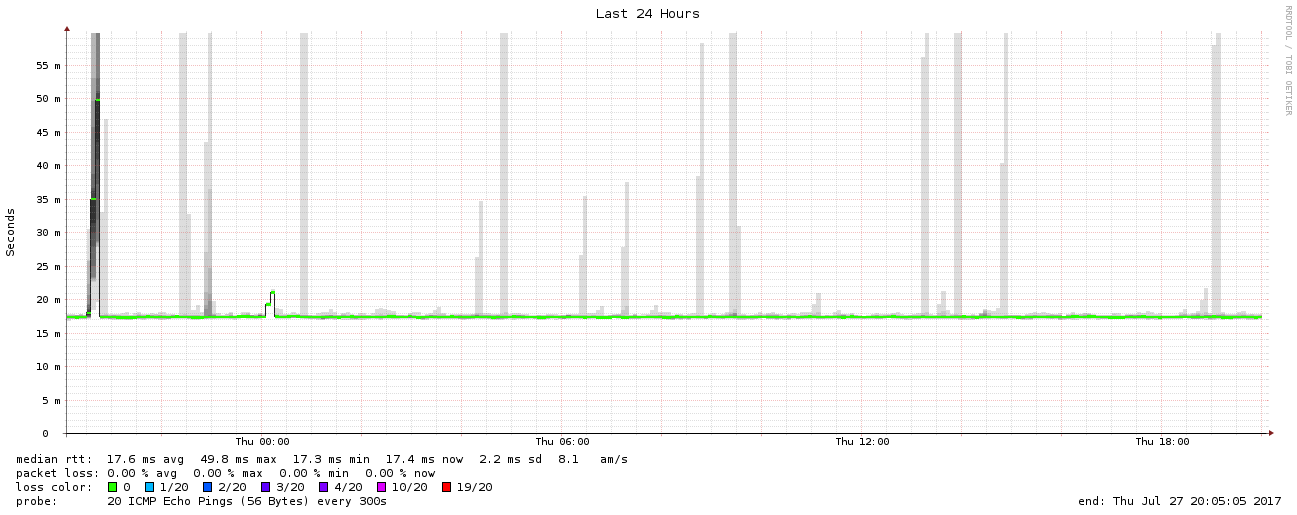 Last 24 Hours
RRDTOOL / TOBI OETIKER
Seconds
55 m
50 m
45 m
40 m
35 m
30 m
25 m
20 m
15 m
10 m
5 m
0
Thu 00:00 Thu 06:00 Thu 12:00 Thu 18:00
median rtt: 17.6 ms avg 49.8 ms max 17.3 ms min 17.4 ms now 2.2 ms sd 8.1 am/s
packet loss: 0.00 % avg 0.00 % max 0.00 % min 0.00 % now
loss color: 0 1/20 2/20 3/20 4/20 10/20 19/20
probe: 20 ICMP Echo Pings (56 Bytes) every 300s end: Thu Jul 27 20:05:05 2017